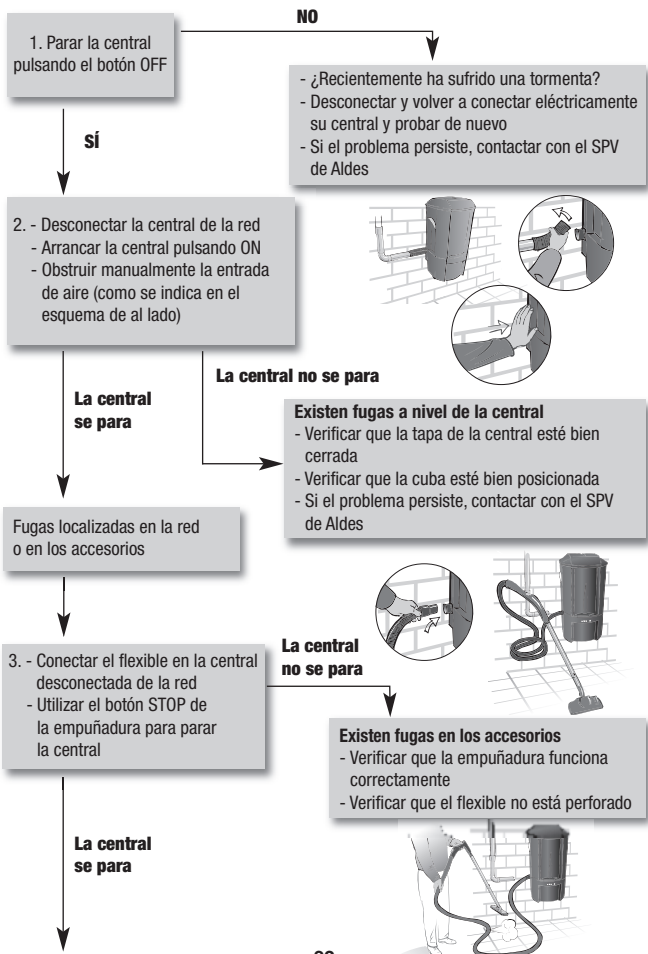 NO
1. Parar la central
pulsando el botón OFF
- ¿Recientemente ha sufrido una tormenta?
- Desconectar y volver a conectar eléctricamente
su central y probar de nuevo
- Si el problema persiste, contactar con el SPV
de Aldes
SÍ
2. - Desconectar la central de la red
- Arrancar la central pulsando ON
- Obstruir manualmente la entrada
de aire (como se indica en el
esquema de al lado)
La central no se para
La central
se para
Existen fugas a nivel de la central
- Verificar que la tapa de la central esté bien
cerrada
- Verificar que la cuba esté bien posicionada
- Si el problema persiste, contactar con el SPV
de Aldes
Fugas localizadas en la red
o en los accesorios
3. - Conectar el flexible en la central
desconectada de la red
- Utilizar el botón STOP de
la empuñadura para parar
la central
La central
no se para
Existen fugas en los accesorios
- Verificar que la empuñadura funciona
correctamente
- Verificar que el flexible no está perforado
La central
se para